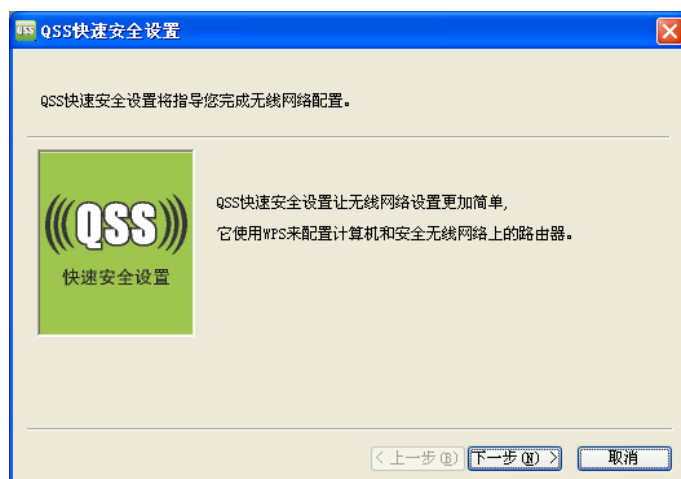 QSS QSS快速安全设置
QSS快速安全设置将指导您完成无线网络配置。
QSS快速安全设置让无线网络设置更加简单,
它使用WPS来配置计算机和安全无线网络上的路由器。
(((QSS)))
快速安全设置
< 上一步(B) 下一步(N) > 取消